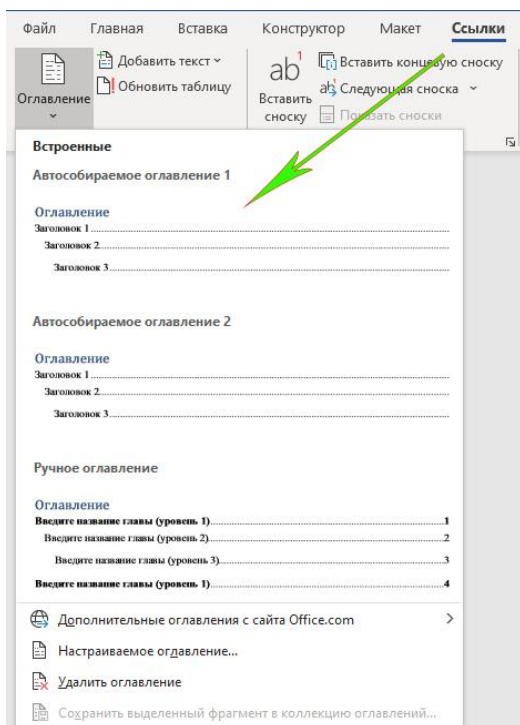 Файл Главная Вставка Конструктор Макет Ссылки
Оглавление
Добавить текст
Обновить таблицу
ab1
Вставить сноску
Вставить концевую сноску
ab Следующая сноска
Показать сноски
Встроенные
Автособираемое оглавление 1
Оглавление
Заголовок 1
Заголовок 2
Заголовок 3
Автособираемое оглавление 2
Оглавление
Заголовок 1
Заголовок 2
Заголовок 3
Ручное оглавление
Оглавление
Введите название главы (уровень 1)1
Введите название главы (уровень 2)2
Введите название главы (уровень 3)3
Введите название главы (уровень 1)4
Дополнительные оглавления с сайта Office.com
Настраиваемое оглавление...
Удалить оглавление
Сохранить выделенный фрагмент в коллекцию оглавлений...